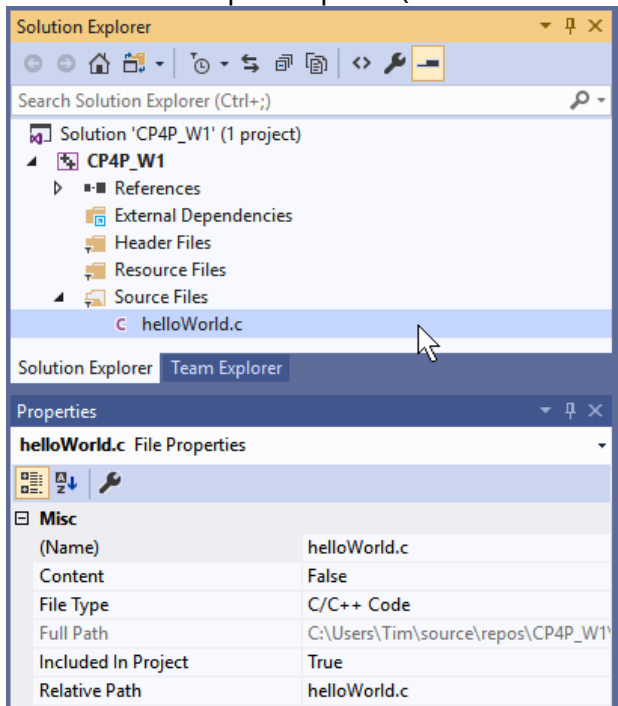 Solution Explorer
Search Solution Explorer (Ctrl+;)
Solution 'CP4P_W1' (1 project)
CP4P_W1
References
External Dependencies
Header Files
Resource Files
Source Files
C helloWorld.c
Solution Explorer Team Explorer
Properties
helloWorld.c File Properties
Misc
(Name) helloWorld.c
Content False
File Type C/C++ Code
Full Path C:\Users\Tim\source\repos\CP4P_W1\
Included In Project True
Relative Path helloWorld.c